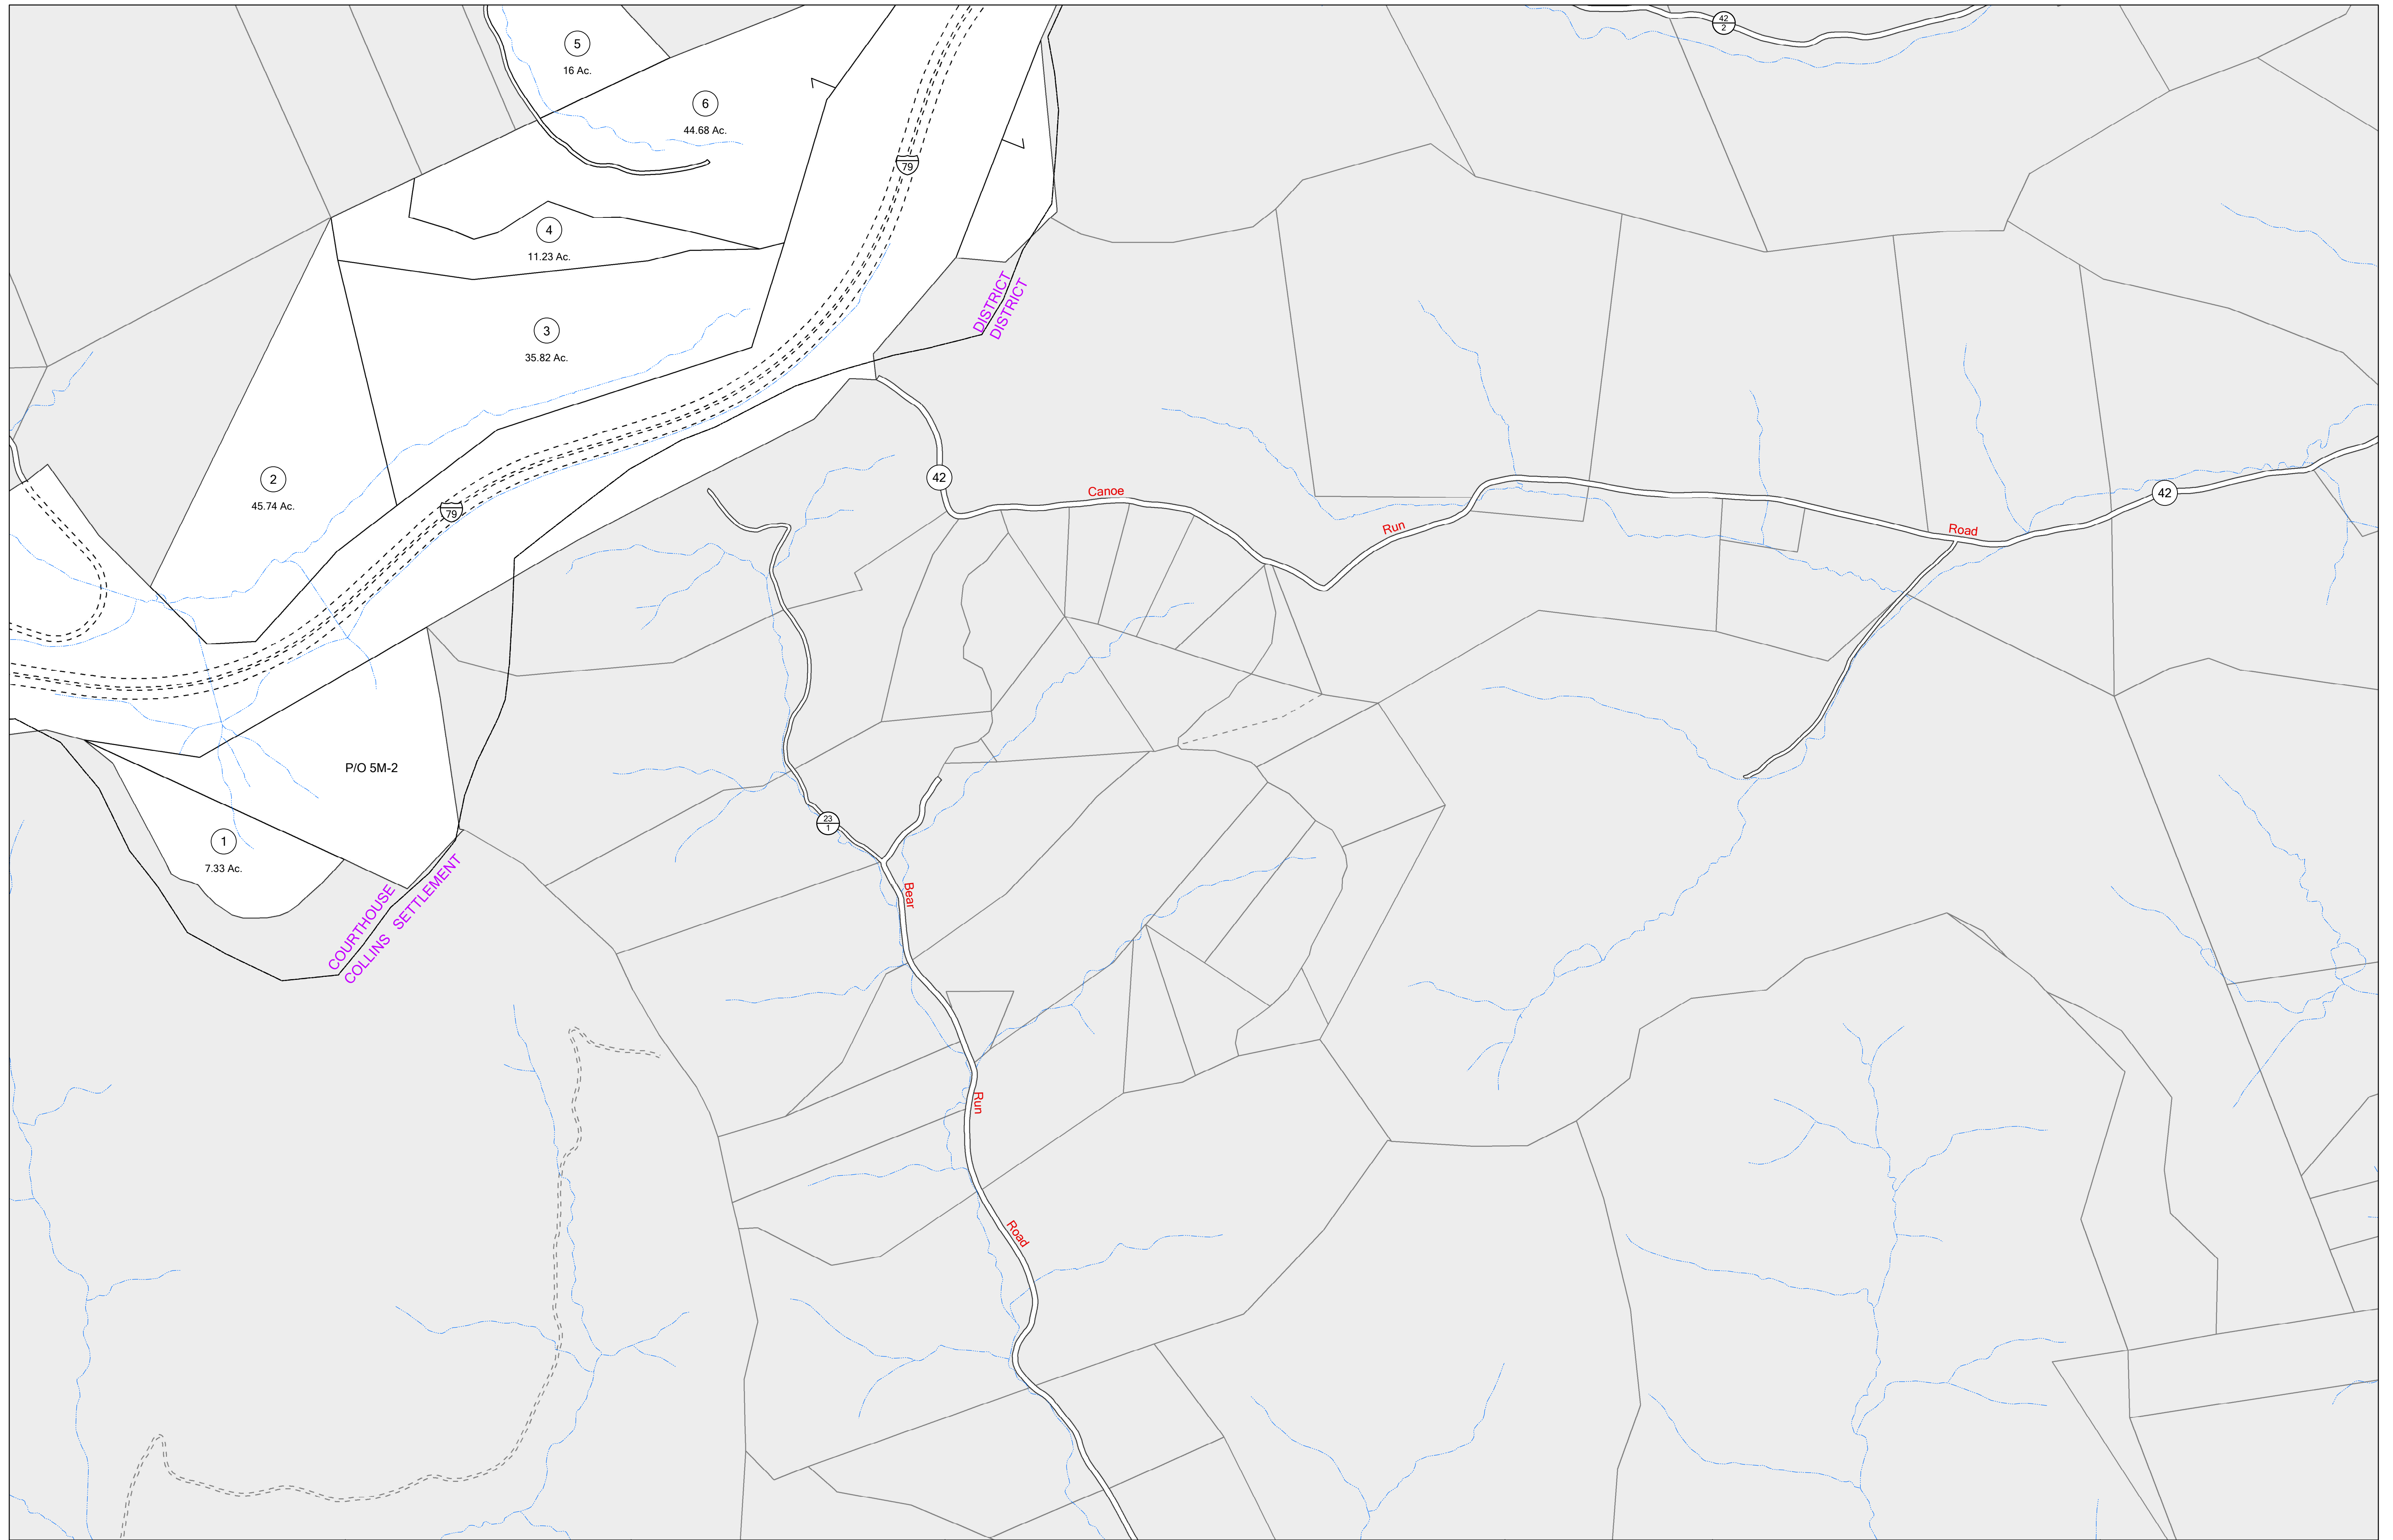 42
2
5
16 Ac.
6
44.68 Ac.
79
4
11.23 Ac.
DISTRICT
DISTRICT
3
35.82 Ac.
2
45.74 Ac.
79
42
Canoe
Run
Road
42
P/O 5M-2
1
7.33 Ac.
23
1
COURTHOUSE
COLLINS SETTLEMENT
Bear
Run
Road